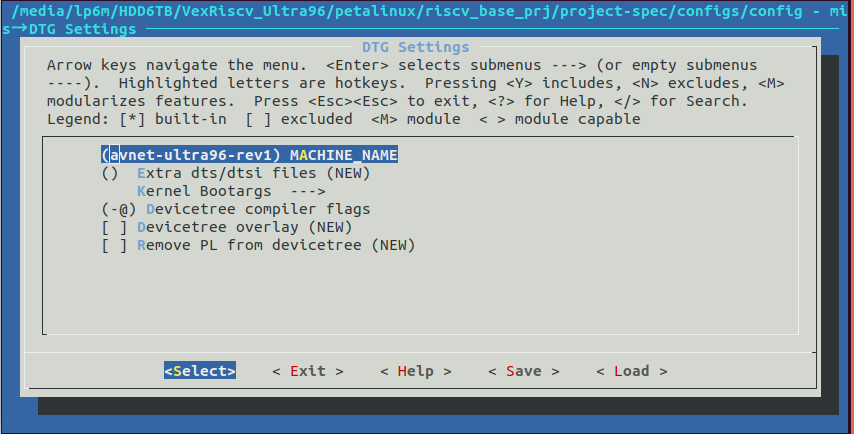 /media/lp6m/HDD6TB/VexRiscv_Ultra96/petalinux/riscv_base_prj/project-spec/configs/config - mi
s→DTG Settings
DTG Settings
Arrow keys navigate the menu.  <Enter> selects submenus ---> (or empty submenus
----).  Highlighted letters are hotkeys.  Pressing <Y> includes, <N> excludes, <M>
modularizes features.  Press <Esc><Esc> to exit, <?> for Help, </> for Search.
Legend: [*] built-in  [ ] excluded  <M> module  < > module capable
(avnet-ultra96-rev1) MACHINE_NAME
()  Extra dts/dtsi files (NEW)
Kernel Bootargs  --->
(-@) Devicetree compiler flags
[ ] Devicetree overlay (NEW)
[ ] Remove PL from devicetree (NEW)
<Select>    < Exit >    < Help >    < Save >    < Load >